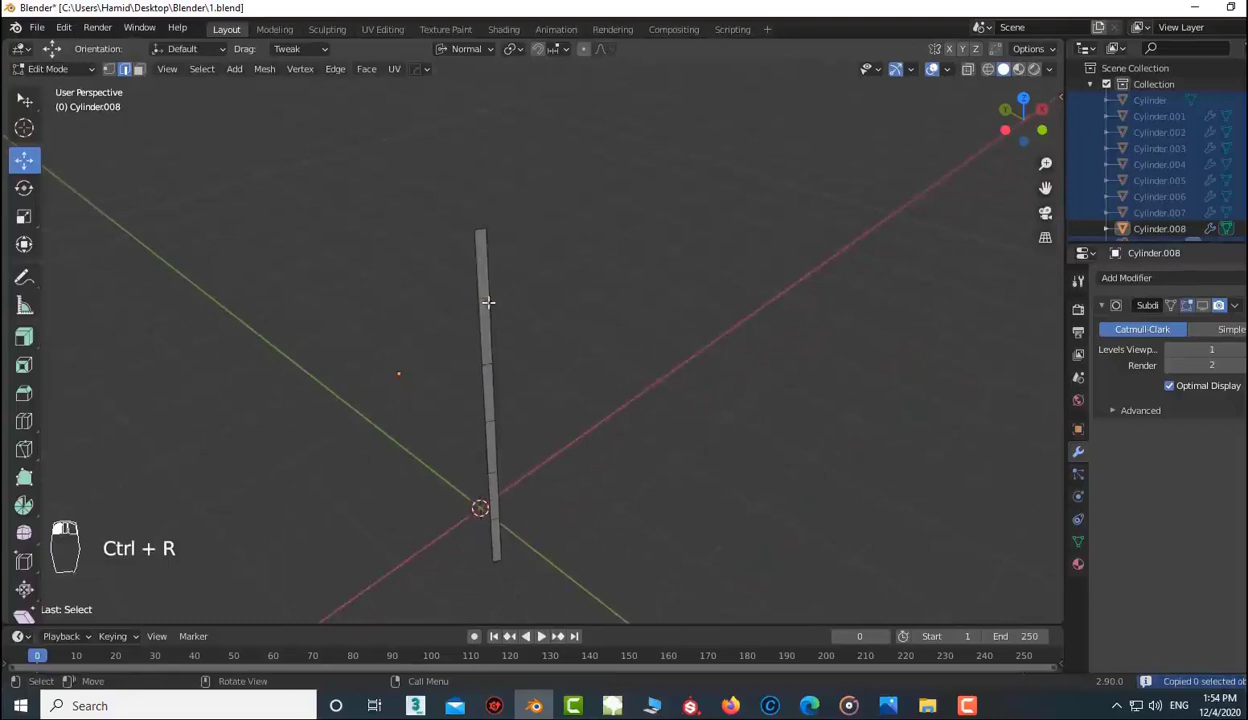 Blender* [C:\Users\Hamid\Desktop\Blender\1.blend]
File Edit Render Window Help Layout Modeling Sculpting UV Editing Texture Paint Shading Animation Rendering Compositing Scripting + Scene View Layer
Orientation: Default Drag: Tweak Normal X Y Z Options
Edit Mode View Select Add Mesh Vertex Edge Face UV
User Perspective
(0) Cylinder.008
Z
X
Y
Scene Collection
Collection
Cylinder
Cylinder.001
Cylinder.002
Cylinder.003
Cylinder.004
Cylinder.005
Cylinder.006
Cylinder.007
Cylinder.008
Cylinder.008
Add Modifier
Subdi
Catmull-Clark Simple
Levels Viewp... 1
Render 2
Optimal Display
Advanced
Ctrl + R
Last: Select
Playback Keying View Marker 0 Start 1 End 250
0 10 20 30 40 50 60 70 80 90 100 110 120 130 140 150 160 170 180 190 200 210 220 230 240 250
Select Move Rotate View Call Menu 2.90.0 Copied 0 selected ob
Search
ENG
1:54 PM
12/4/2020